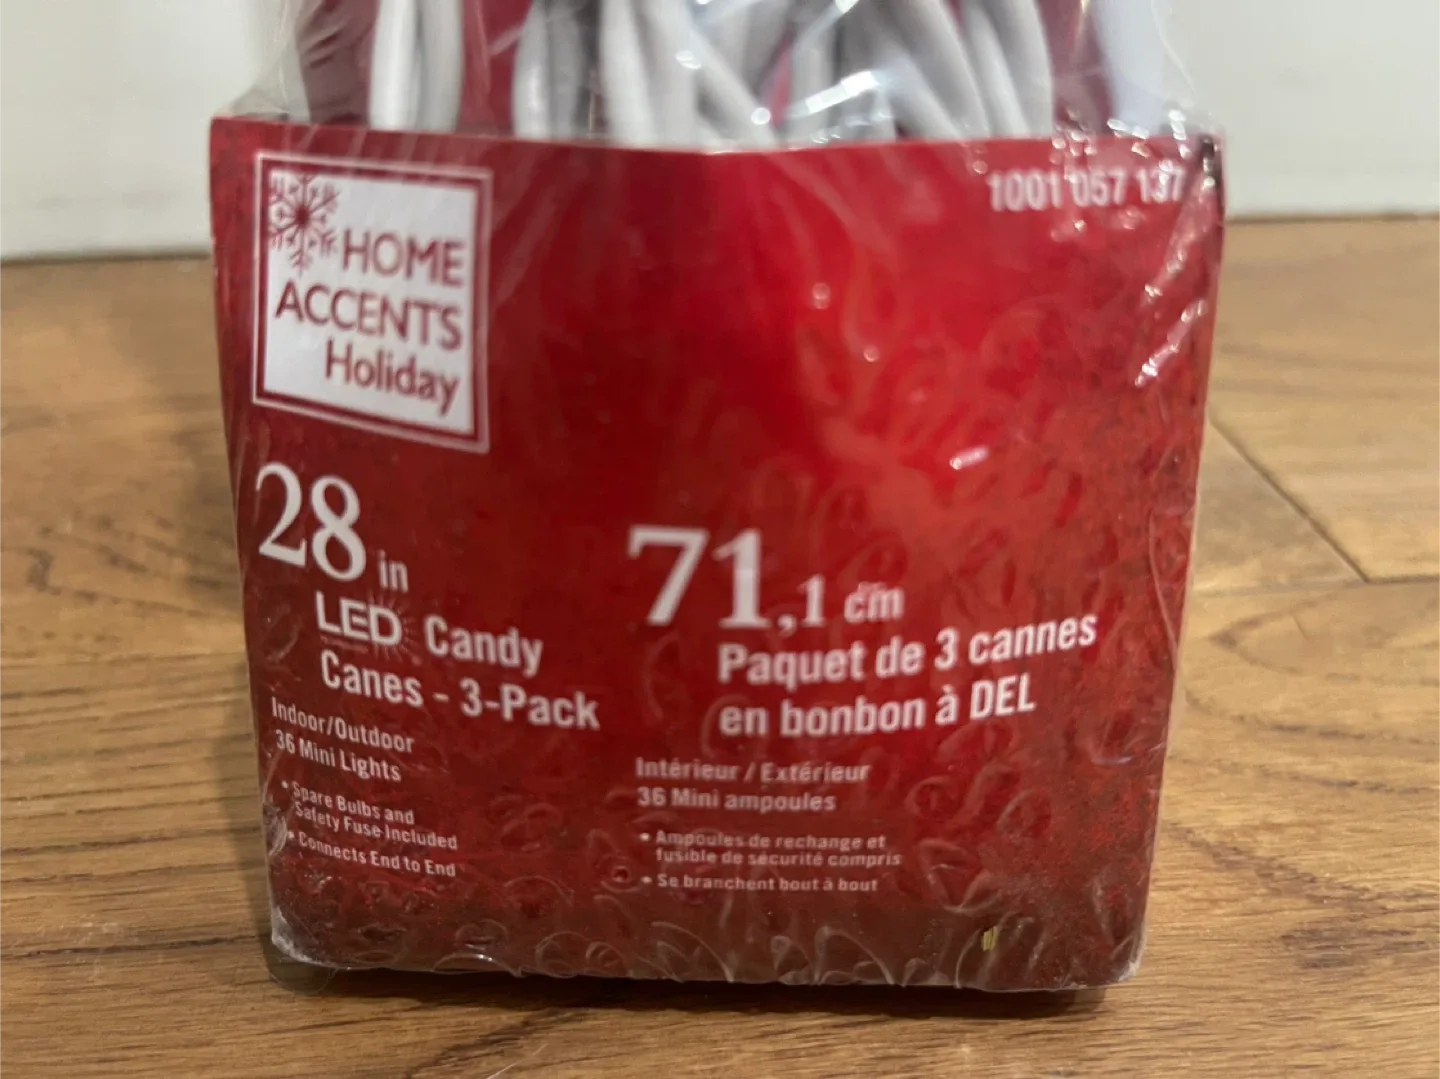 HOME
ACCENTS
Holiday
1001 057 137
28 in
LED Candy
Canes - 3-Pack
Indoor/Outdoor
36 Mini Lights
• Spare Bulbs and
Safety Fuse Included
• Connects End to End
71,1 cm
Paquet de 3 cannes
en bonbon à DEL
Intérieur / Extérieur
36 Mini ampoules
• Ampoules de rechange et
fusible de sécurité compris
• Se branchent bout à bout